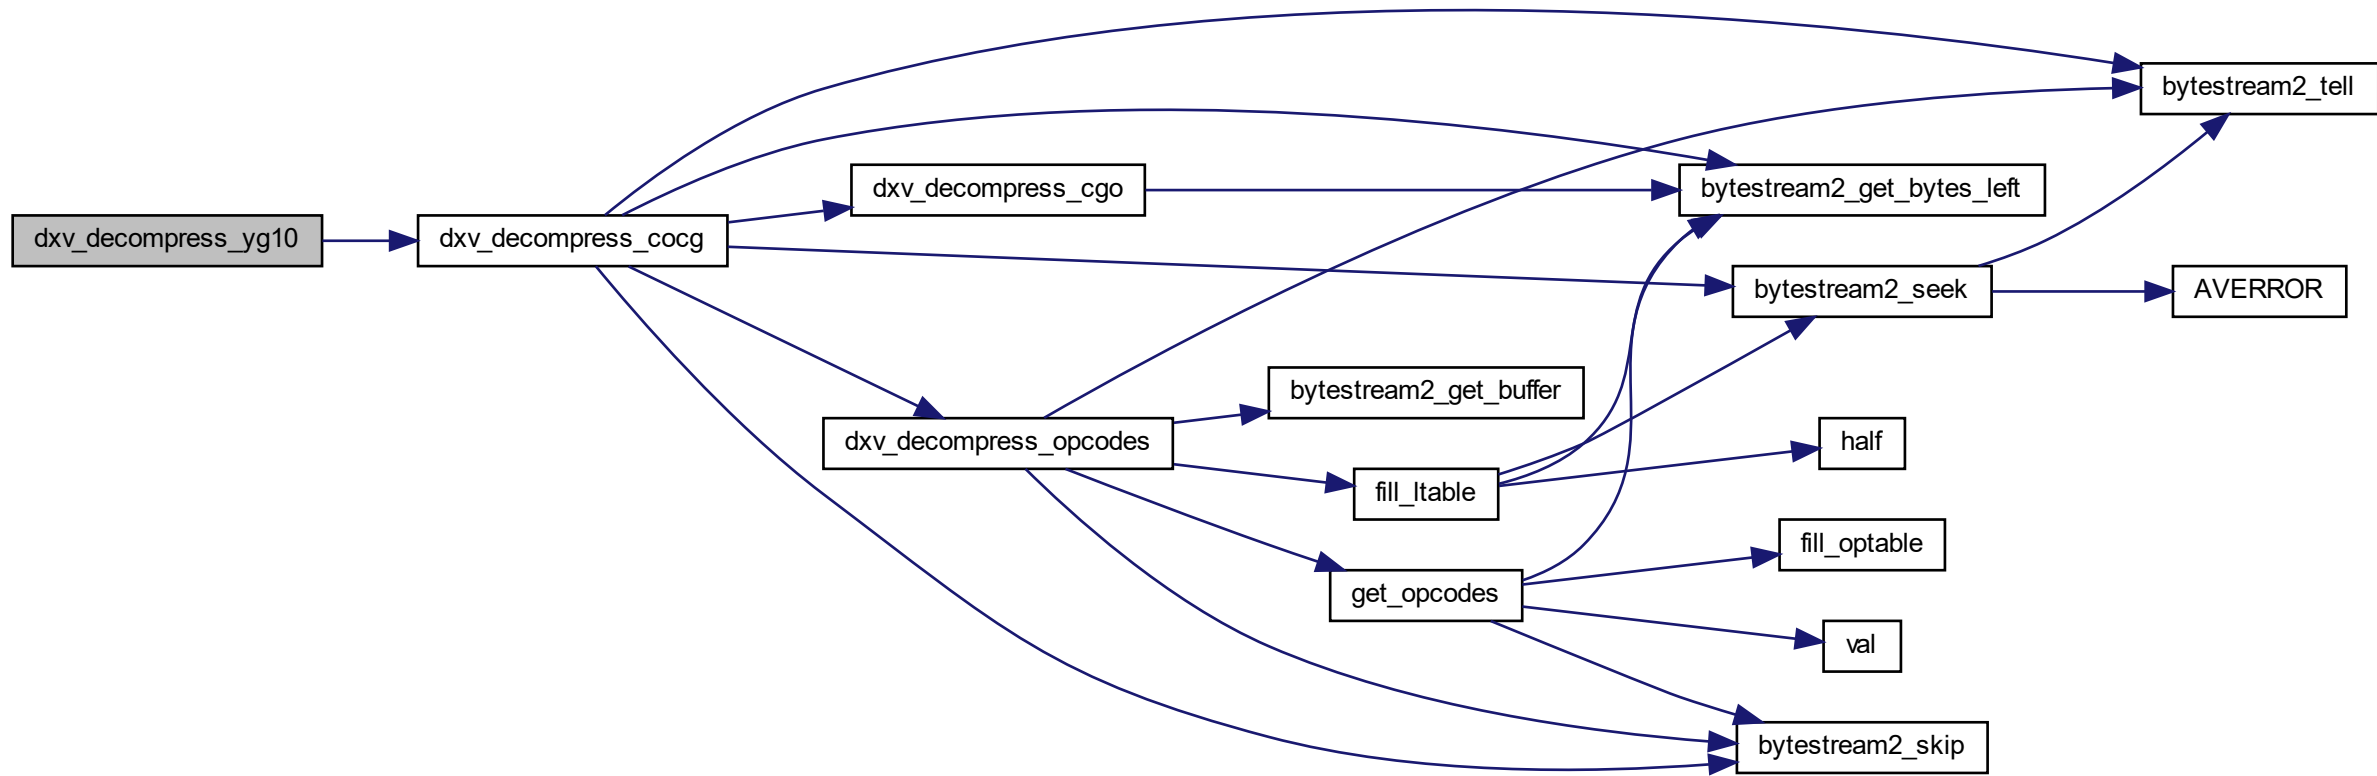 bytestream2_tell
dxv_decompress_cgo
bytestream2_get_bytes_left
dxv_decompress_yg10
dxv_decompress_cocg
bytestream2_seek
AVERROR
bytestream2_get_buffer
dxv_decompress_opcodes
half
fill_ltable
fill_optable
get_opcodes
val
bytestream2_skip